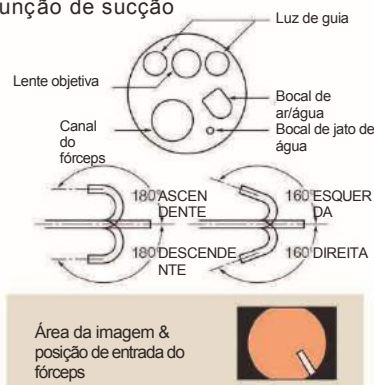 unção de sucção
Luz de guia
Lente objetiva
Bocal de
ar/água
Canal
do
fórceps
Bocal de jato de
água
180°ASCEN
DENTE
160°ESQUER
DA
180°DESCENDE
NTE
160°DIREITA
Área da imagem &
posição de entrada do
fórceps